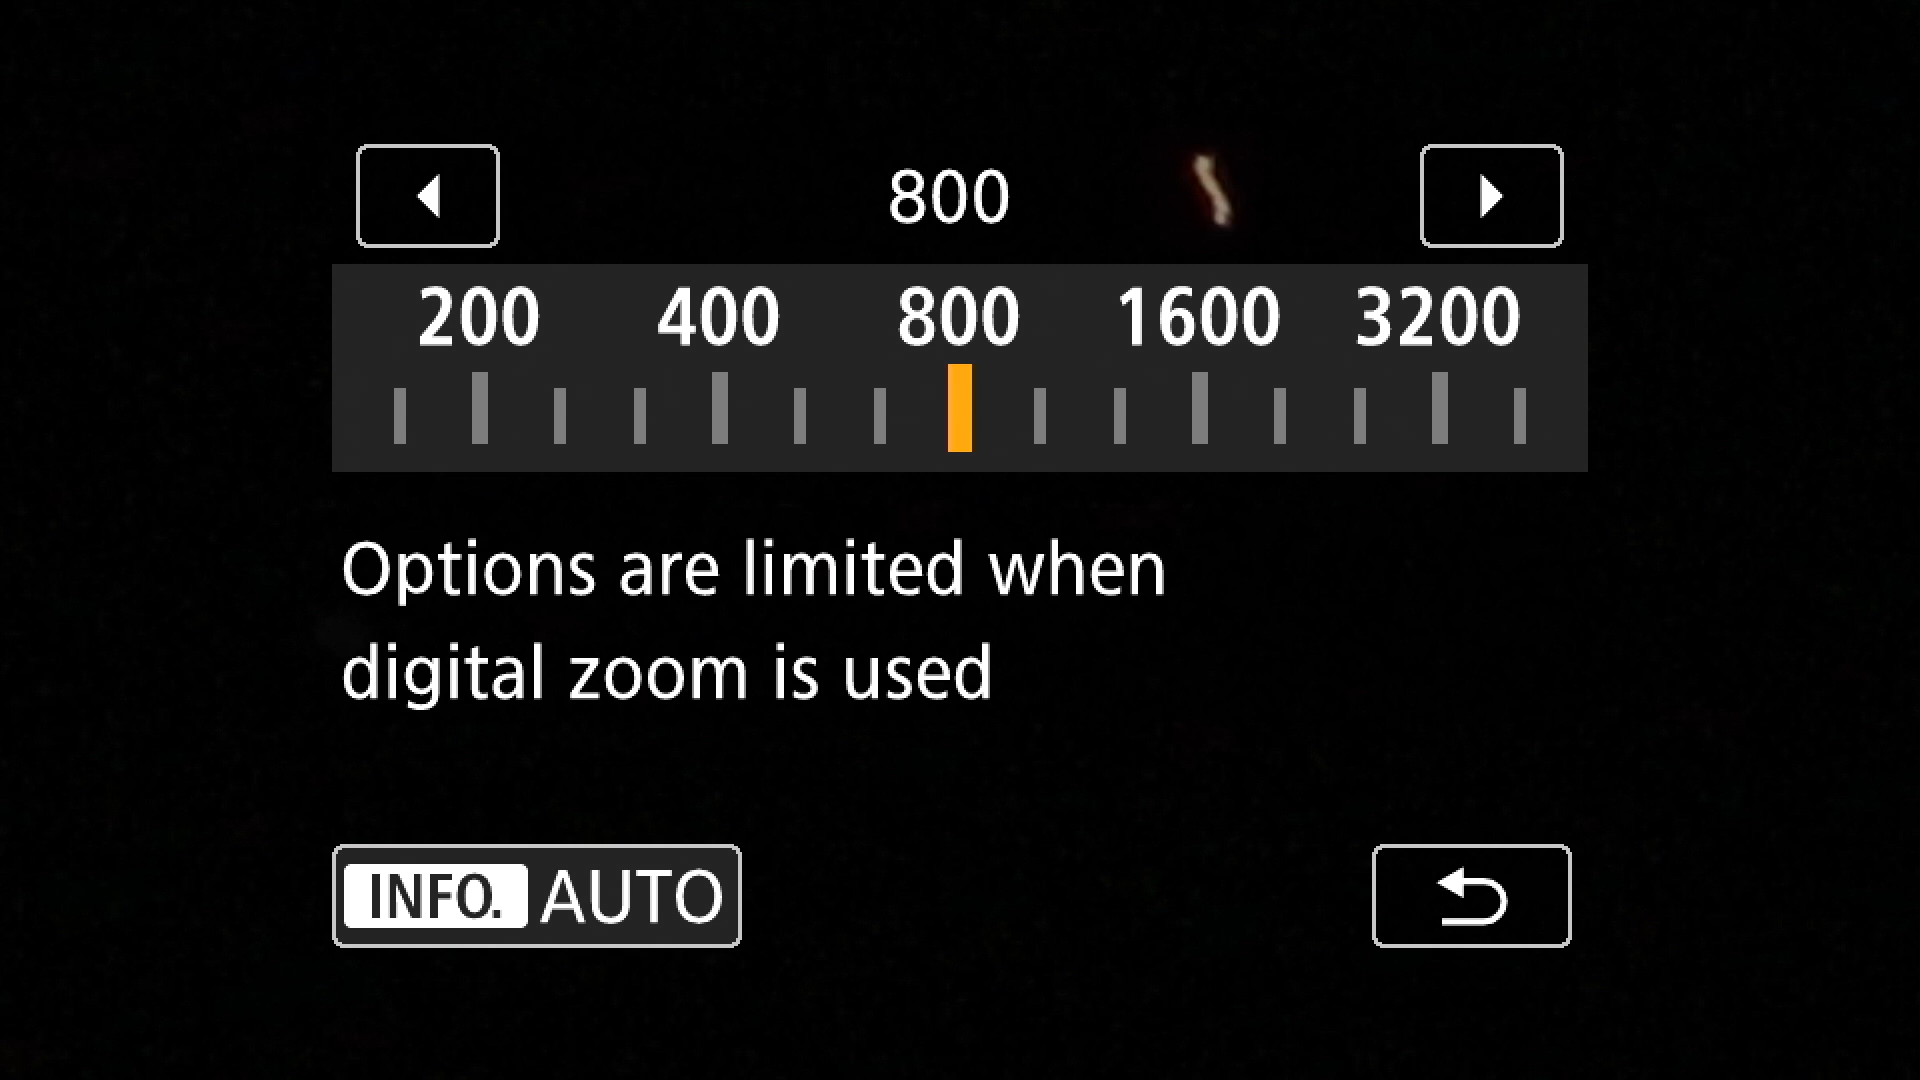 800
200 400 800 1600 3200
Options are limited when
digital zoom is used
INFO. AUTO